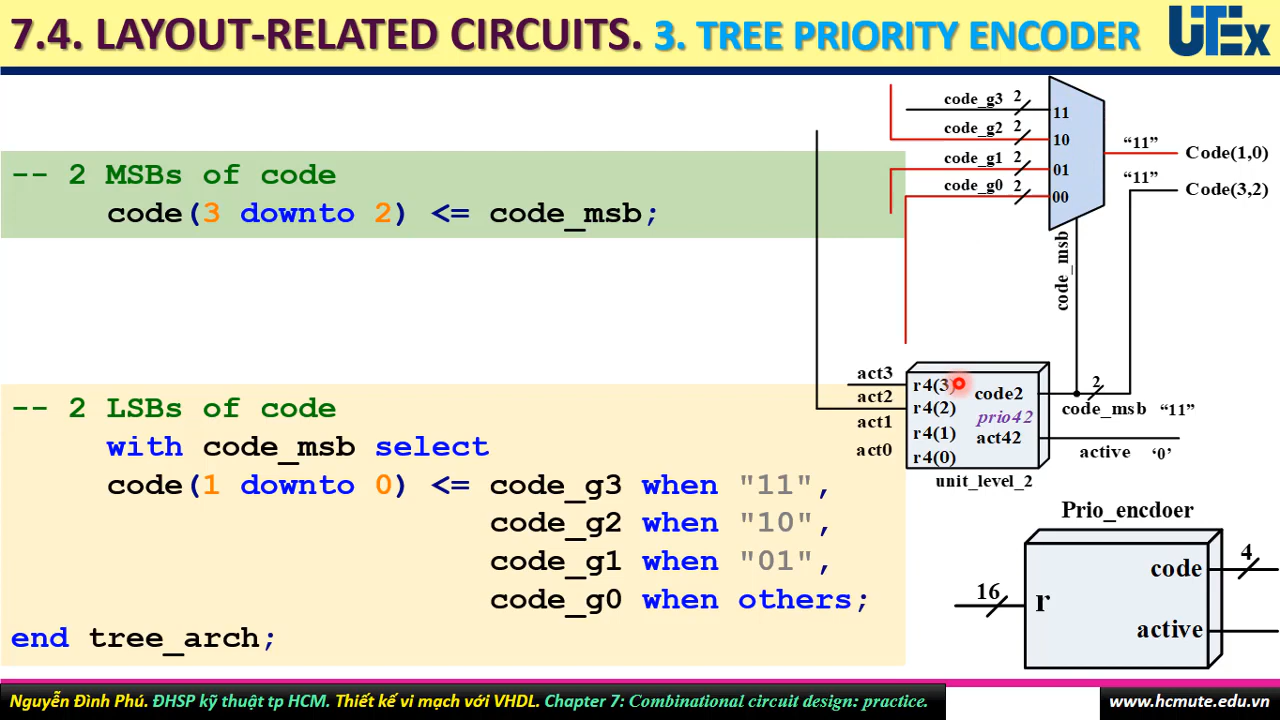 7.4. LAYOUT-RELATED CIRCUITS. 3. TREE PRIORITY ENCODER
UTEx
-- 2 MSBs of code
code(3 downto 2) <= code_msb;
-- 2 LSBs of code
with code_msb select
code(1 downto 0) <= code_g3 when "11",
code_g2 when "10",
code_g1 when "01",
code_g0 when others;
end tree_arch;
code_g3 2
code_g2 2
code_g1 2
code_g0 2
11
10
01
00
“11” Code(1,0)
“11” Code(3,2)
code_msb
act3
act2
act1
act0
r4(3)
r4(2)
r4(1)
r4(0)
code2
prio42
act42
unit_level_2
2
code_msb “11”
active ‘0’
Prio_encdoer
16
r
code
4
active
Nguyễn Đình Phú. ĐHSP kỹ thuật tp HCM. Thiết kế vi mạch với VHDL. Chapter 7: Combinational circuit design: practice.
www.hcmute.edu.vn